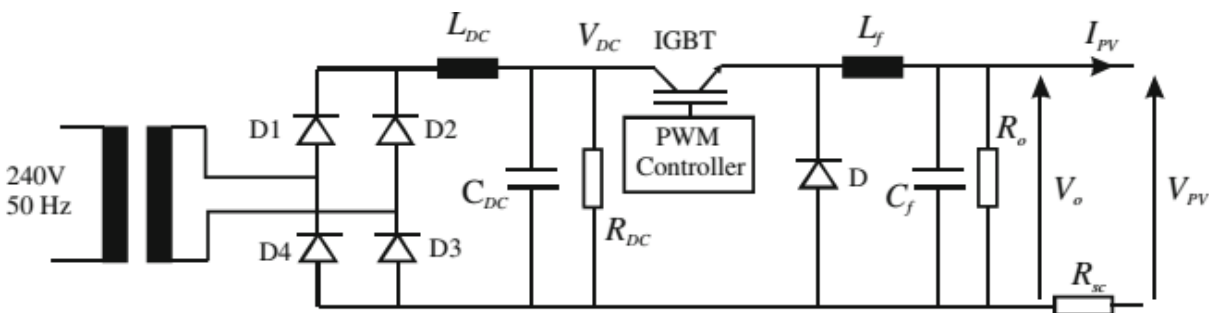 L_DC
V_DC
IGBT
L_f
I_PV
D1
D2
240V
50 Hz
C_DC
R_DC
PWM
Controller
D
C_f
R_o
V_o
V_PV
D4
D3
R_sc